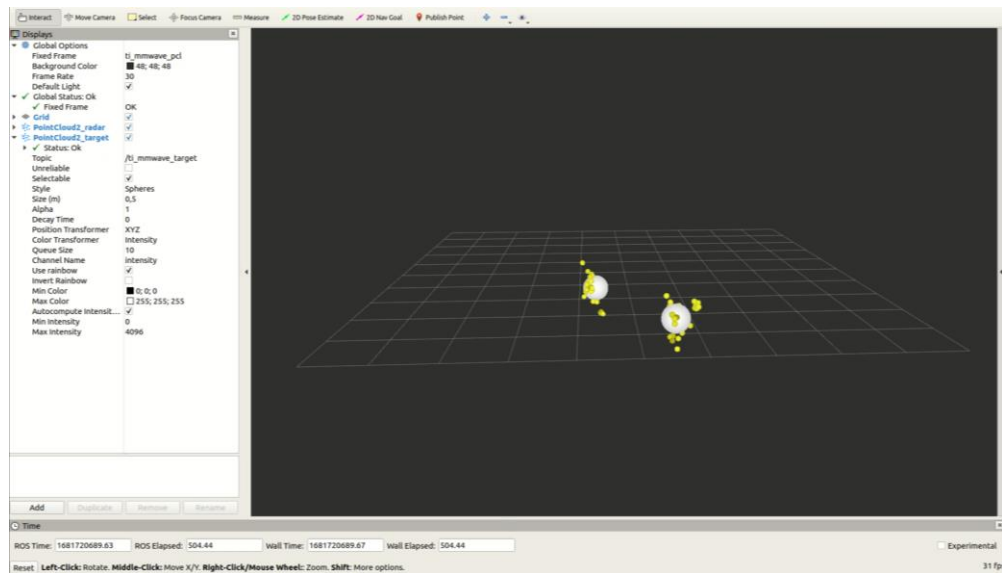 Interact Move Camera Select Focus Camera Measure 2D Pose Estimate 2D Nav Goal Publish Point
Displays
Global Options
Fixed Frame ti_mmwave_pcl
Background Color 48; 48; 48
Frame Rate 30
Default Light
Global Status: Ok
Fixed Frame OK
Grid
PointCloud2_radar
PointCloud2_target
Status: Ok
Topic /ti_mmwave_target
Unreliable
Selectable
Style Spheres
Size (m) 0,5
Alpha 1
Decay Time 0
Position Transformer XYZ
Color Transformer Intensity
Queue Size 10
Channel Name intensity
Use rainbow
Invert Rainbow
Min Color 0; 0; 0
Max Color 255; 255; 255
Autocompute Intensit...
Min Intensity 0
Max Intensity 4096
Add Duplicate Remove Rename
Time
ROS Time: 1681720689.63 ROS Elapsed: 504.44 Wall Time: 1681720689.67 Wall Elapsed: 504.44 Experimental
Reset Left-Click: Rotate. Middle-Click: Move X/Y. Right-Click/Mouse Wheel: Zoom. Shift: More options. 31 fp